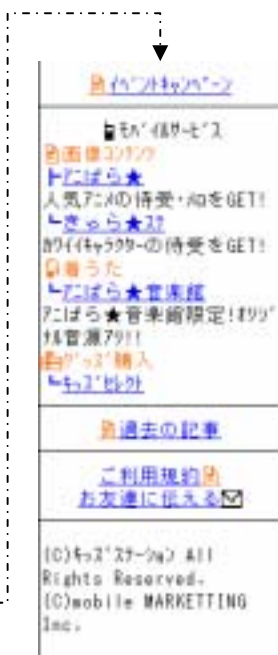 ｲﾍﾞﾝﾄｷｬﾝﾍﾟｰﾝ
ﾓﾊﾞｲﾙｻｰﾋﾞｽ
画像ｺﾝﾃﾝﾂ
┣ｱﾆぱら★
人気ｱﾆﾒの待受･ﾒﾛをGET!
┗きゃら★ｽﾃ
ｶﾜｲｲｷｬﾗｸﾀｰの待受をGET!
着うた
┗ｱﾆぱら★音楽館
ｱﾆぱら★音楽館限定!ｵﾘｼﾞ
ﾅﾙ音源ｱﾘ!!
ｸﾞｯｽﾞ購入
┗ｷｯｽﾞｾﾚｸﾄ
過去の記事
ご利用規約
お友達に伝える
(C)ｷｯｽﾞｽﾃｰｼｮﾝ All
Rights Reserved.
(C)mobile MARKETTING
Inc.